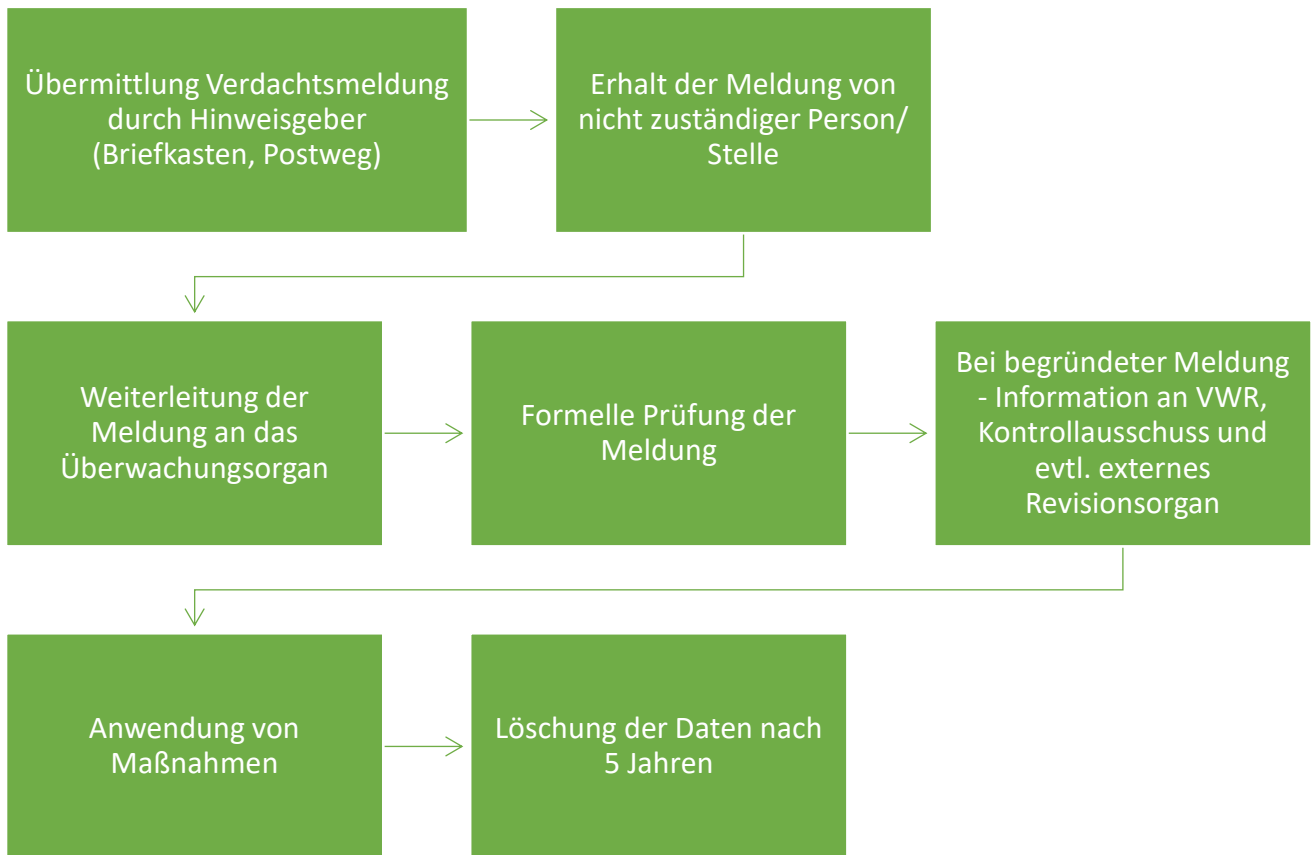 Übermittlung Verdachtsmeldung
durch Hinweisgeber
(Briefkasten, Postweg)
Erhalt der Meldung von
nicht zuständiger Person/
Stelle
Weiterleitung der
Meldung an das
Überwachungsorgan
Formelle Prüfung der
Meldung
Bei begründeter Meldung
- Information an VWR,
Kontrollausschuss und
evtl. externes
Revisionsorgan
Anwendung von
Maßnahmen
Löschung der Daten nach
5 Jahren